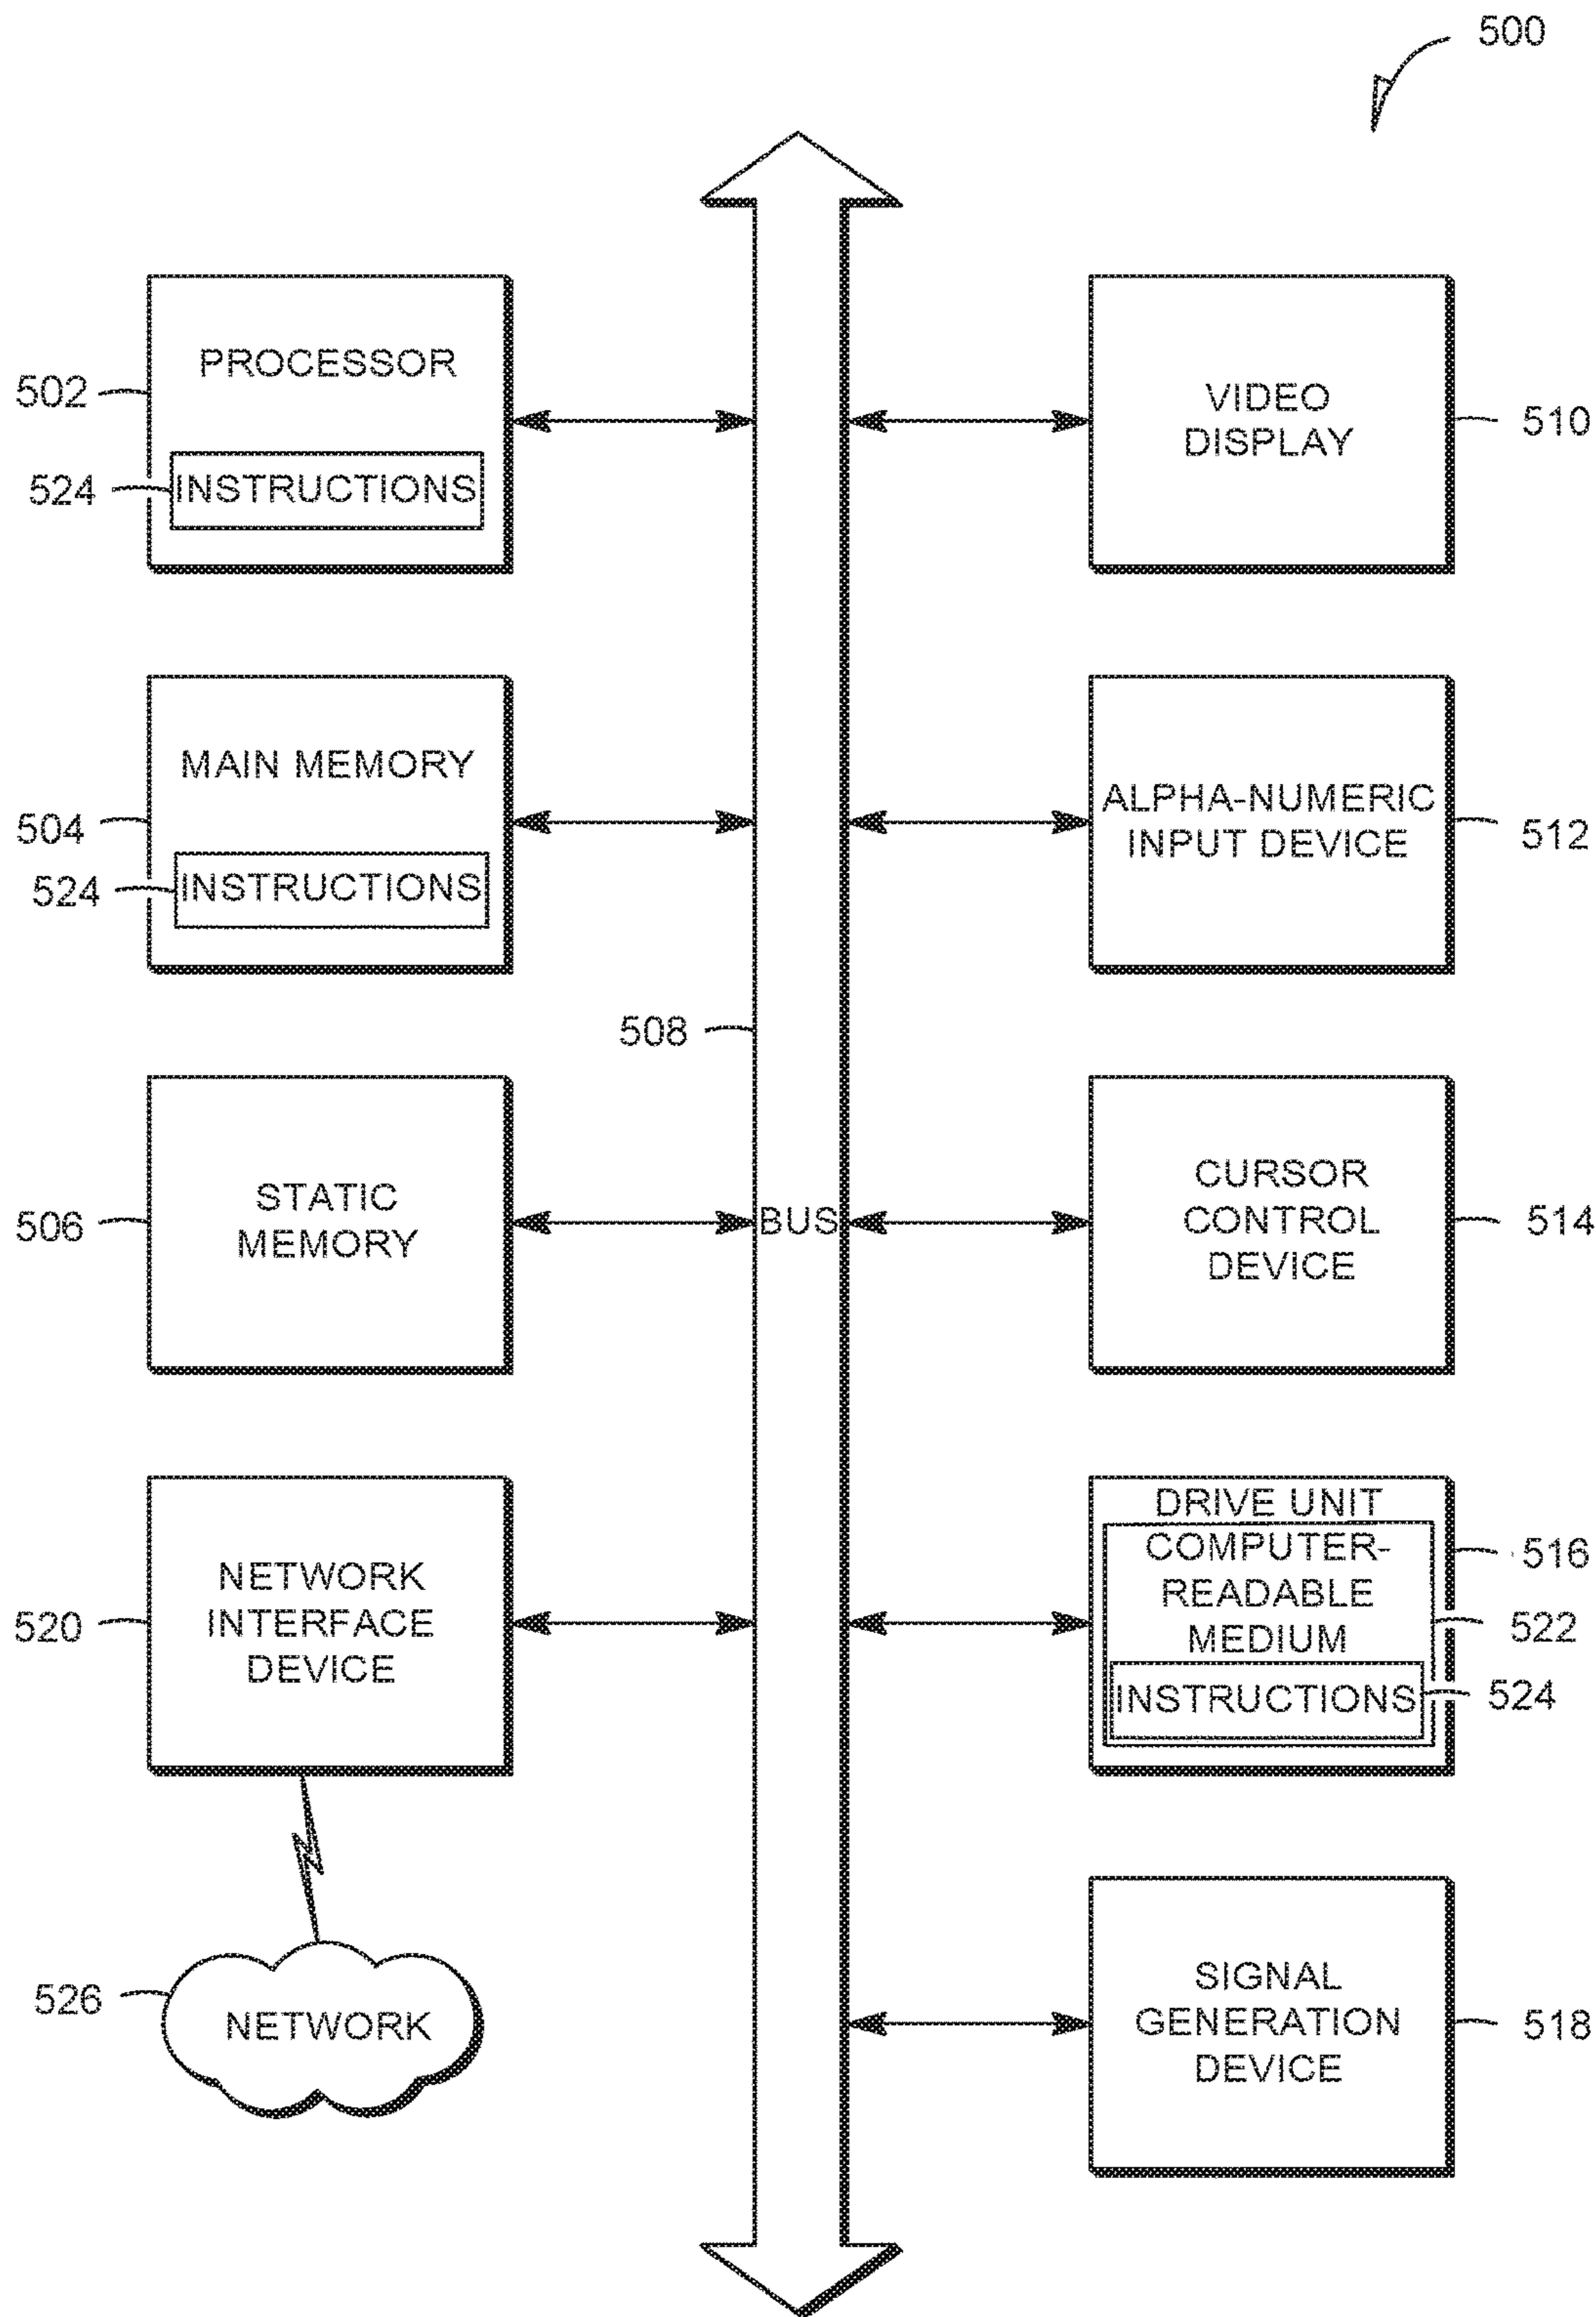 500
PROCESSOR
502
524
INSTRUCTIONS
VIDEO
DISPLAY
510
MAIN MEMORY
504
524
INSTRUCTIONS
ALPHA-NUMERIC
INPUT DEVICE
512
508
STATIC
MEMORY
506
BUS
CURSOR
CONTROL
DEVICE
514
NETWORK
INTERFACE
DEVICE
520
DRIVE UNIT
COMPUTER-
READABLE
MEDIUM
516
522
INSTRUCTIONS
524
526
NETWORK
SIGNAL
GENERATION
DEVICE
518